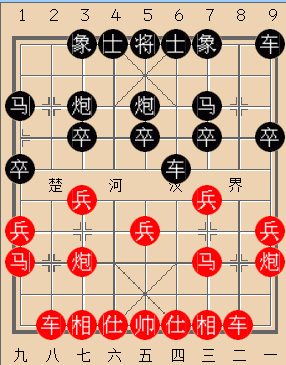 1 2 3 4 5 6 7 8 9
象 士 将 士 象 车
马 炮 炮 马
卒 卒 卒 卒
卒 车
楚 河 汉 界
兵 兵
兵 兵 兵
马 炮 马 炮
车 相 仕 帅 仕 相 车
九 八 七 六 五 四 三 二 一